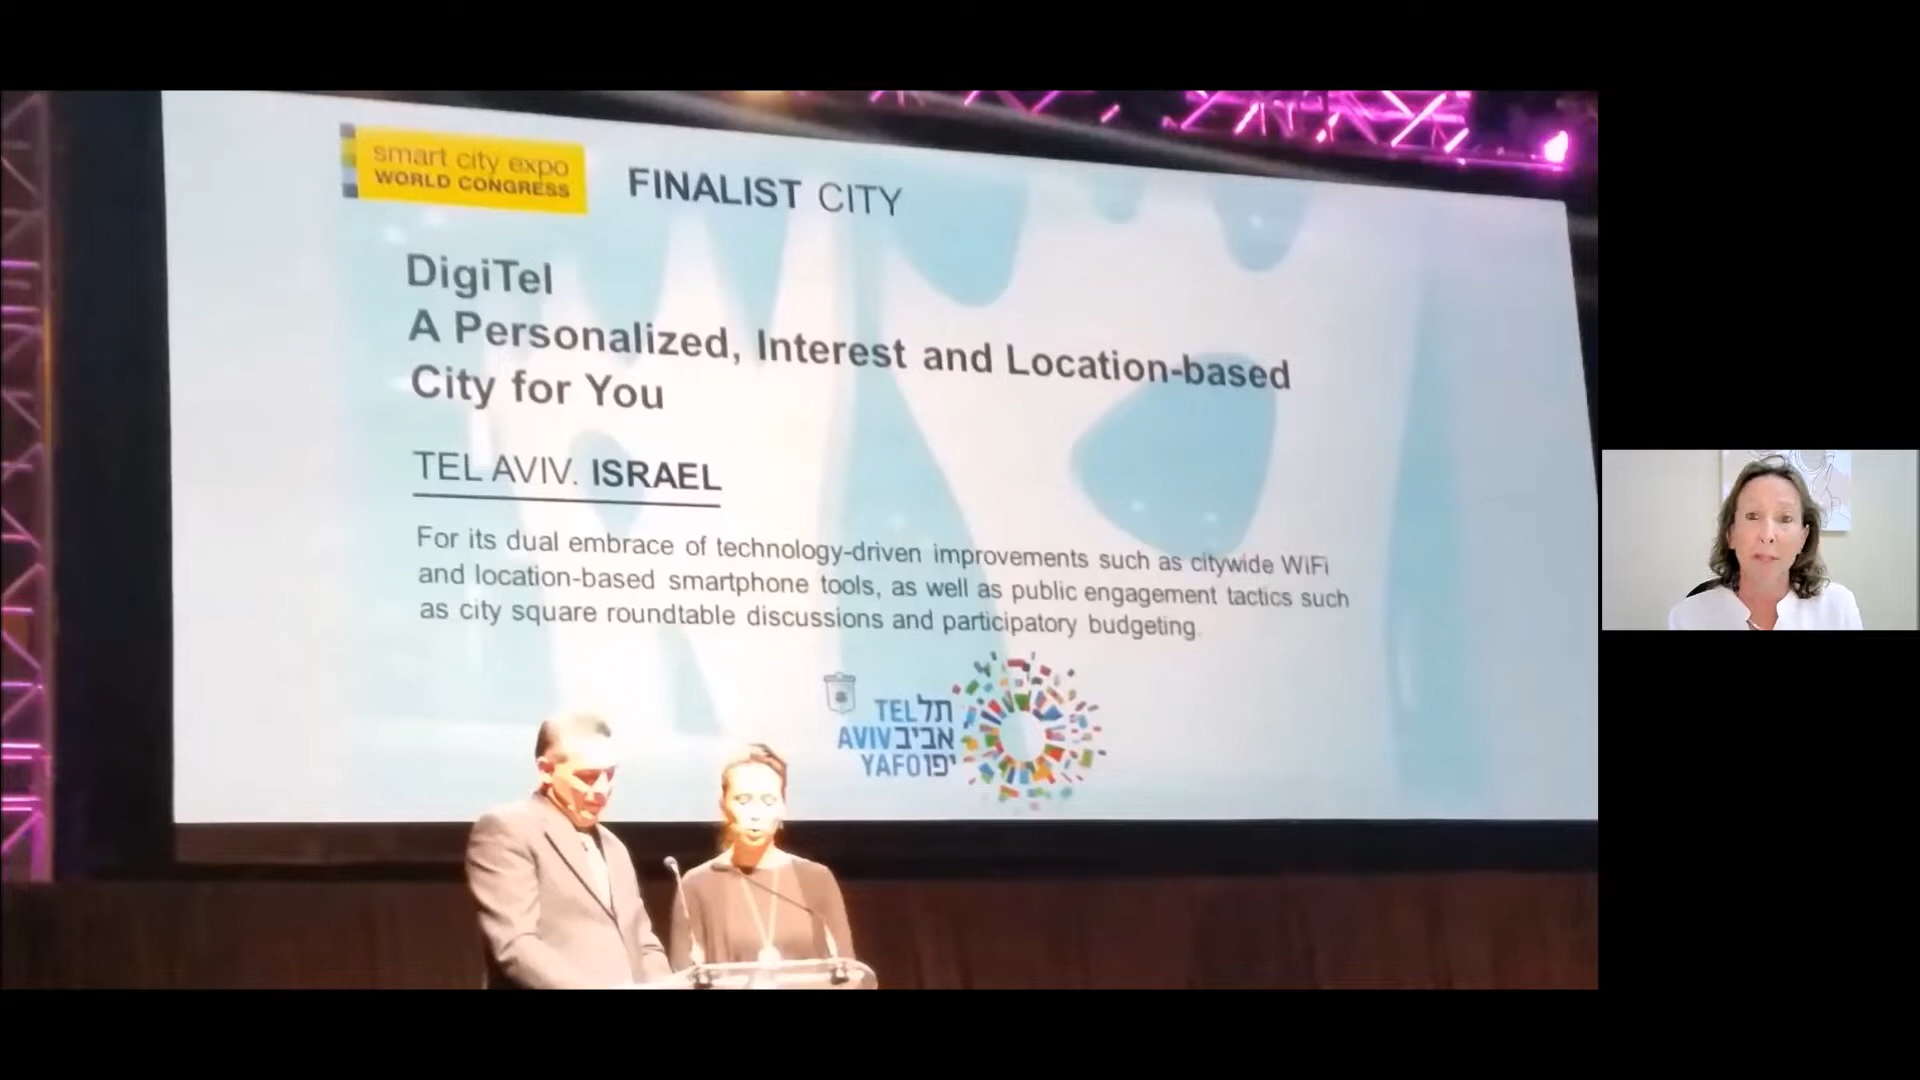 smart city expo
WORLD CONGRESS
FINALIST CITY
DigiTel
A Personalized, Interest and Location-based
City for You
TEL AVIV. ISRAEL
For its dual embrace of technology-driven improvements such as citywide WiFi
and location-based smartphone tools, as well as public engagement tactics such
as city square roundtable discussions and participatory budgeting.
TEL תל
AVIV אביב
YAFO יפו